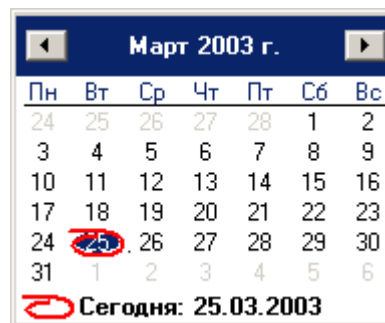 Март 2003 г.
Пн Вт Ср Чт Пт Сб Вс
24 25 26 27 28 1 2
3 4 5 6 7 8 9
10 11 12 13 14 15 16
17 18 19 20 21 22 23
24 25 26 27 28 29 30
31 1 2 3 4 5 6
Сегодня: 25.03.2003